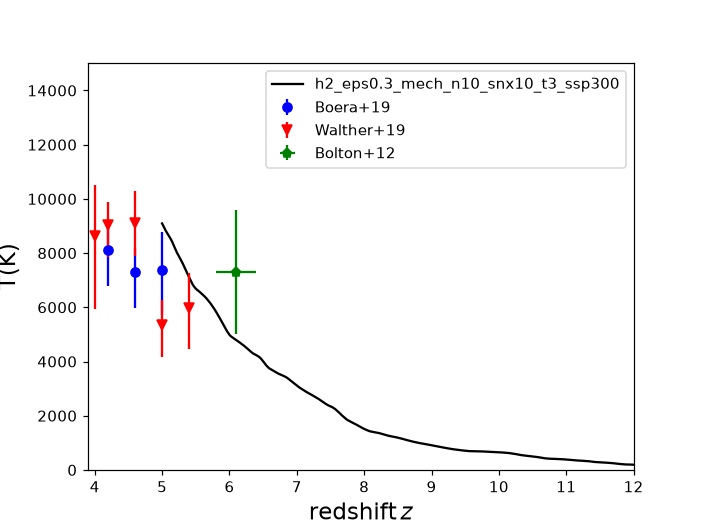 h2_eps0.3_mech_n10_snx10_t3_ssp300
Boera+19
Walther+19
Bolton+12
14000
12000
10000
8000
6000
4000
2000
0
T(K)
4 5 6 7 8 9 10 11 12
redshift z